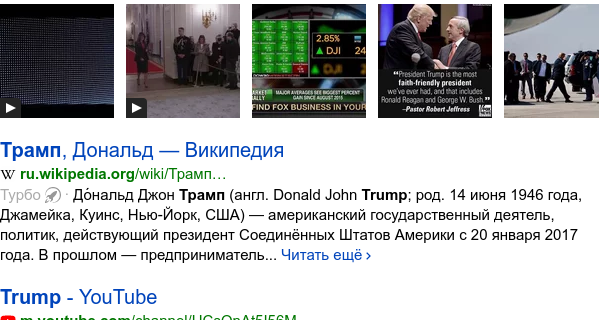 2.85%
▲ DJI
▲ DJI 24
MAJOR AVERAGES SEE BIGGEST PERCENT
GAIN SINCE AUGUST 2015
FIND FOX BUSINESS IN YOUR
"President Trump is the most
faith-friendly president
we've ever had, and that includes
Ronald Reagan and George W. Bush."
-Pastor Robert Jeffress
Трамп, Дональд — Википедия
W ru.wikipedia.org/wiki/Трамп…
Турбо · До́нальд Джон Трамп (англ. Donald John Trump; род. 14 июня 1946 года,
Джамейка, Куинс, Нью-Йорк, США) — американский государственный деятель,
политик, действующий президент Соединённых Штатов Америки с 20 января 2017
года. В прошлом — предприниматель... Читать ещё ›
Trump - YouTube